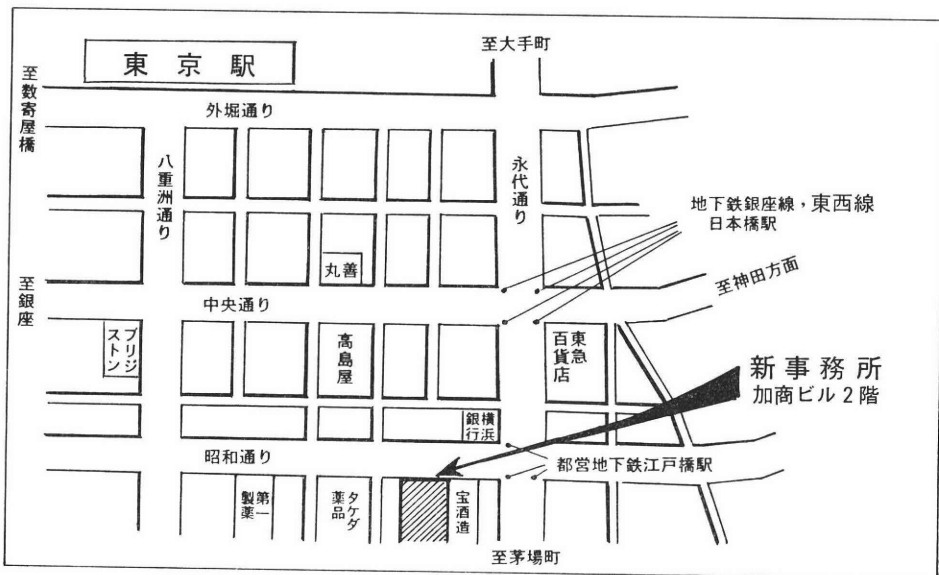 至大手町
東京駅
至数寄屋橋
外堀通り
八重洲通り
永代通り
地下鉄銀座線,東西線
日本橋駅
丸善
至銀座
中央通り
至神田方面
ブリジ
ストン
高島屋
東急
百貨店
新事務所
加商ビル2階
横浜
銀行
昭和通り
都営地下鉄江戸橋駅
第一
製薬
タケダ
薬品
宝酒造
至茅場町